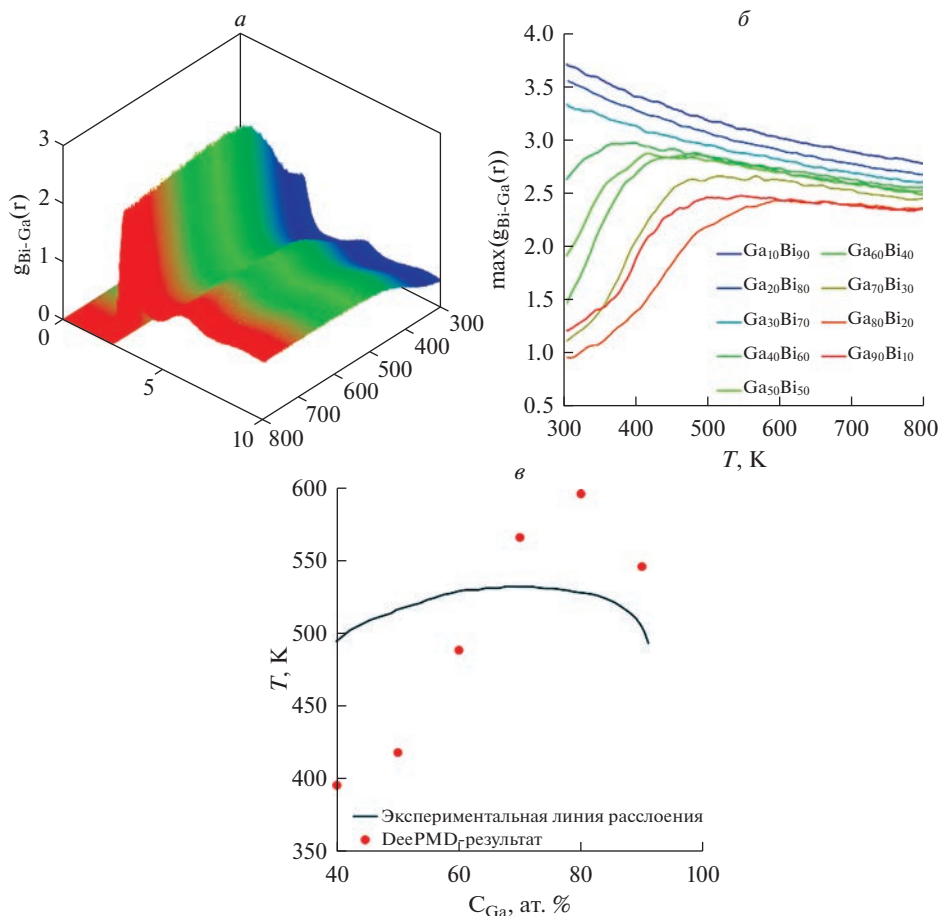 а
3
2
1
0
g_Bi-Ga(r)
0
5
10
800
700
600
500
400
300
б
4.0
3.5
3.0
2.5
2.0
1.5
1.0
0.5
max(g_Bi-Ga(r))
Ga₁₀Bi₉₀
Ga₆₀Bi₄₀
Ga₂₀Bi₈₀
Ga₇₀Bi₃₀
Ga₃₀Bi₇₀
Ga₈₀Bi₂₀
Ga₄₀Bi₆₀
Ga₉₀Bi₁₀
Ga₅₀Bi₅₀
300 400 500 600 700 800
T, K
в
600
550
500
450
400
350
T, K
Экспериментальная линия расслоения
DeePMD-результат
40 60 80 100
C_Ga, ат. %